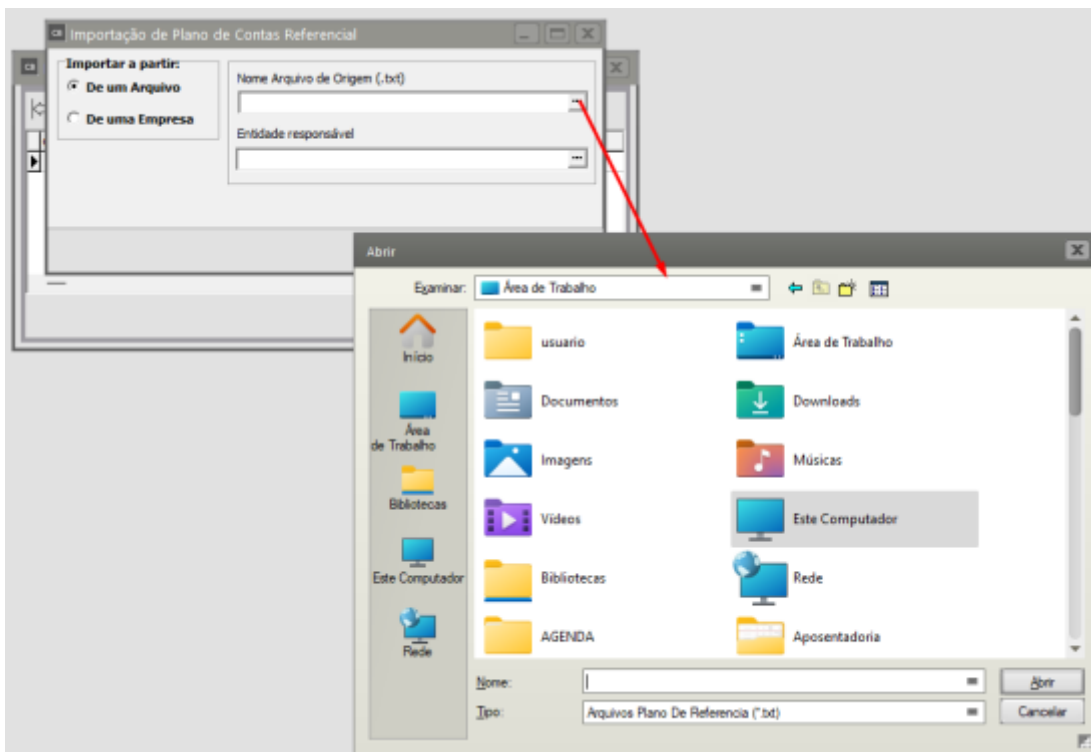 Importação de Plano de Contas Referencial
Importar a partir:
De um Arquivo
De uma Empresa
Nome Arquivo de Origem (.txt)
Entidade responsável
Abrir
Examinar:
Área de Trabalho
Início
Área
de Trabalho
Bibliotecas
Este Computador
Rede
usuario
Área de Trabalho
Documentos
Downloads
Imagens
Músicas
Vídeos
Este Computador
Bibliotecas
Rede
AGENDA
Aposentadoria
Nome:
Abrir
Tipo:
Arquivos Plano De Referencia (*.txt)
Cancelar